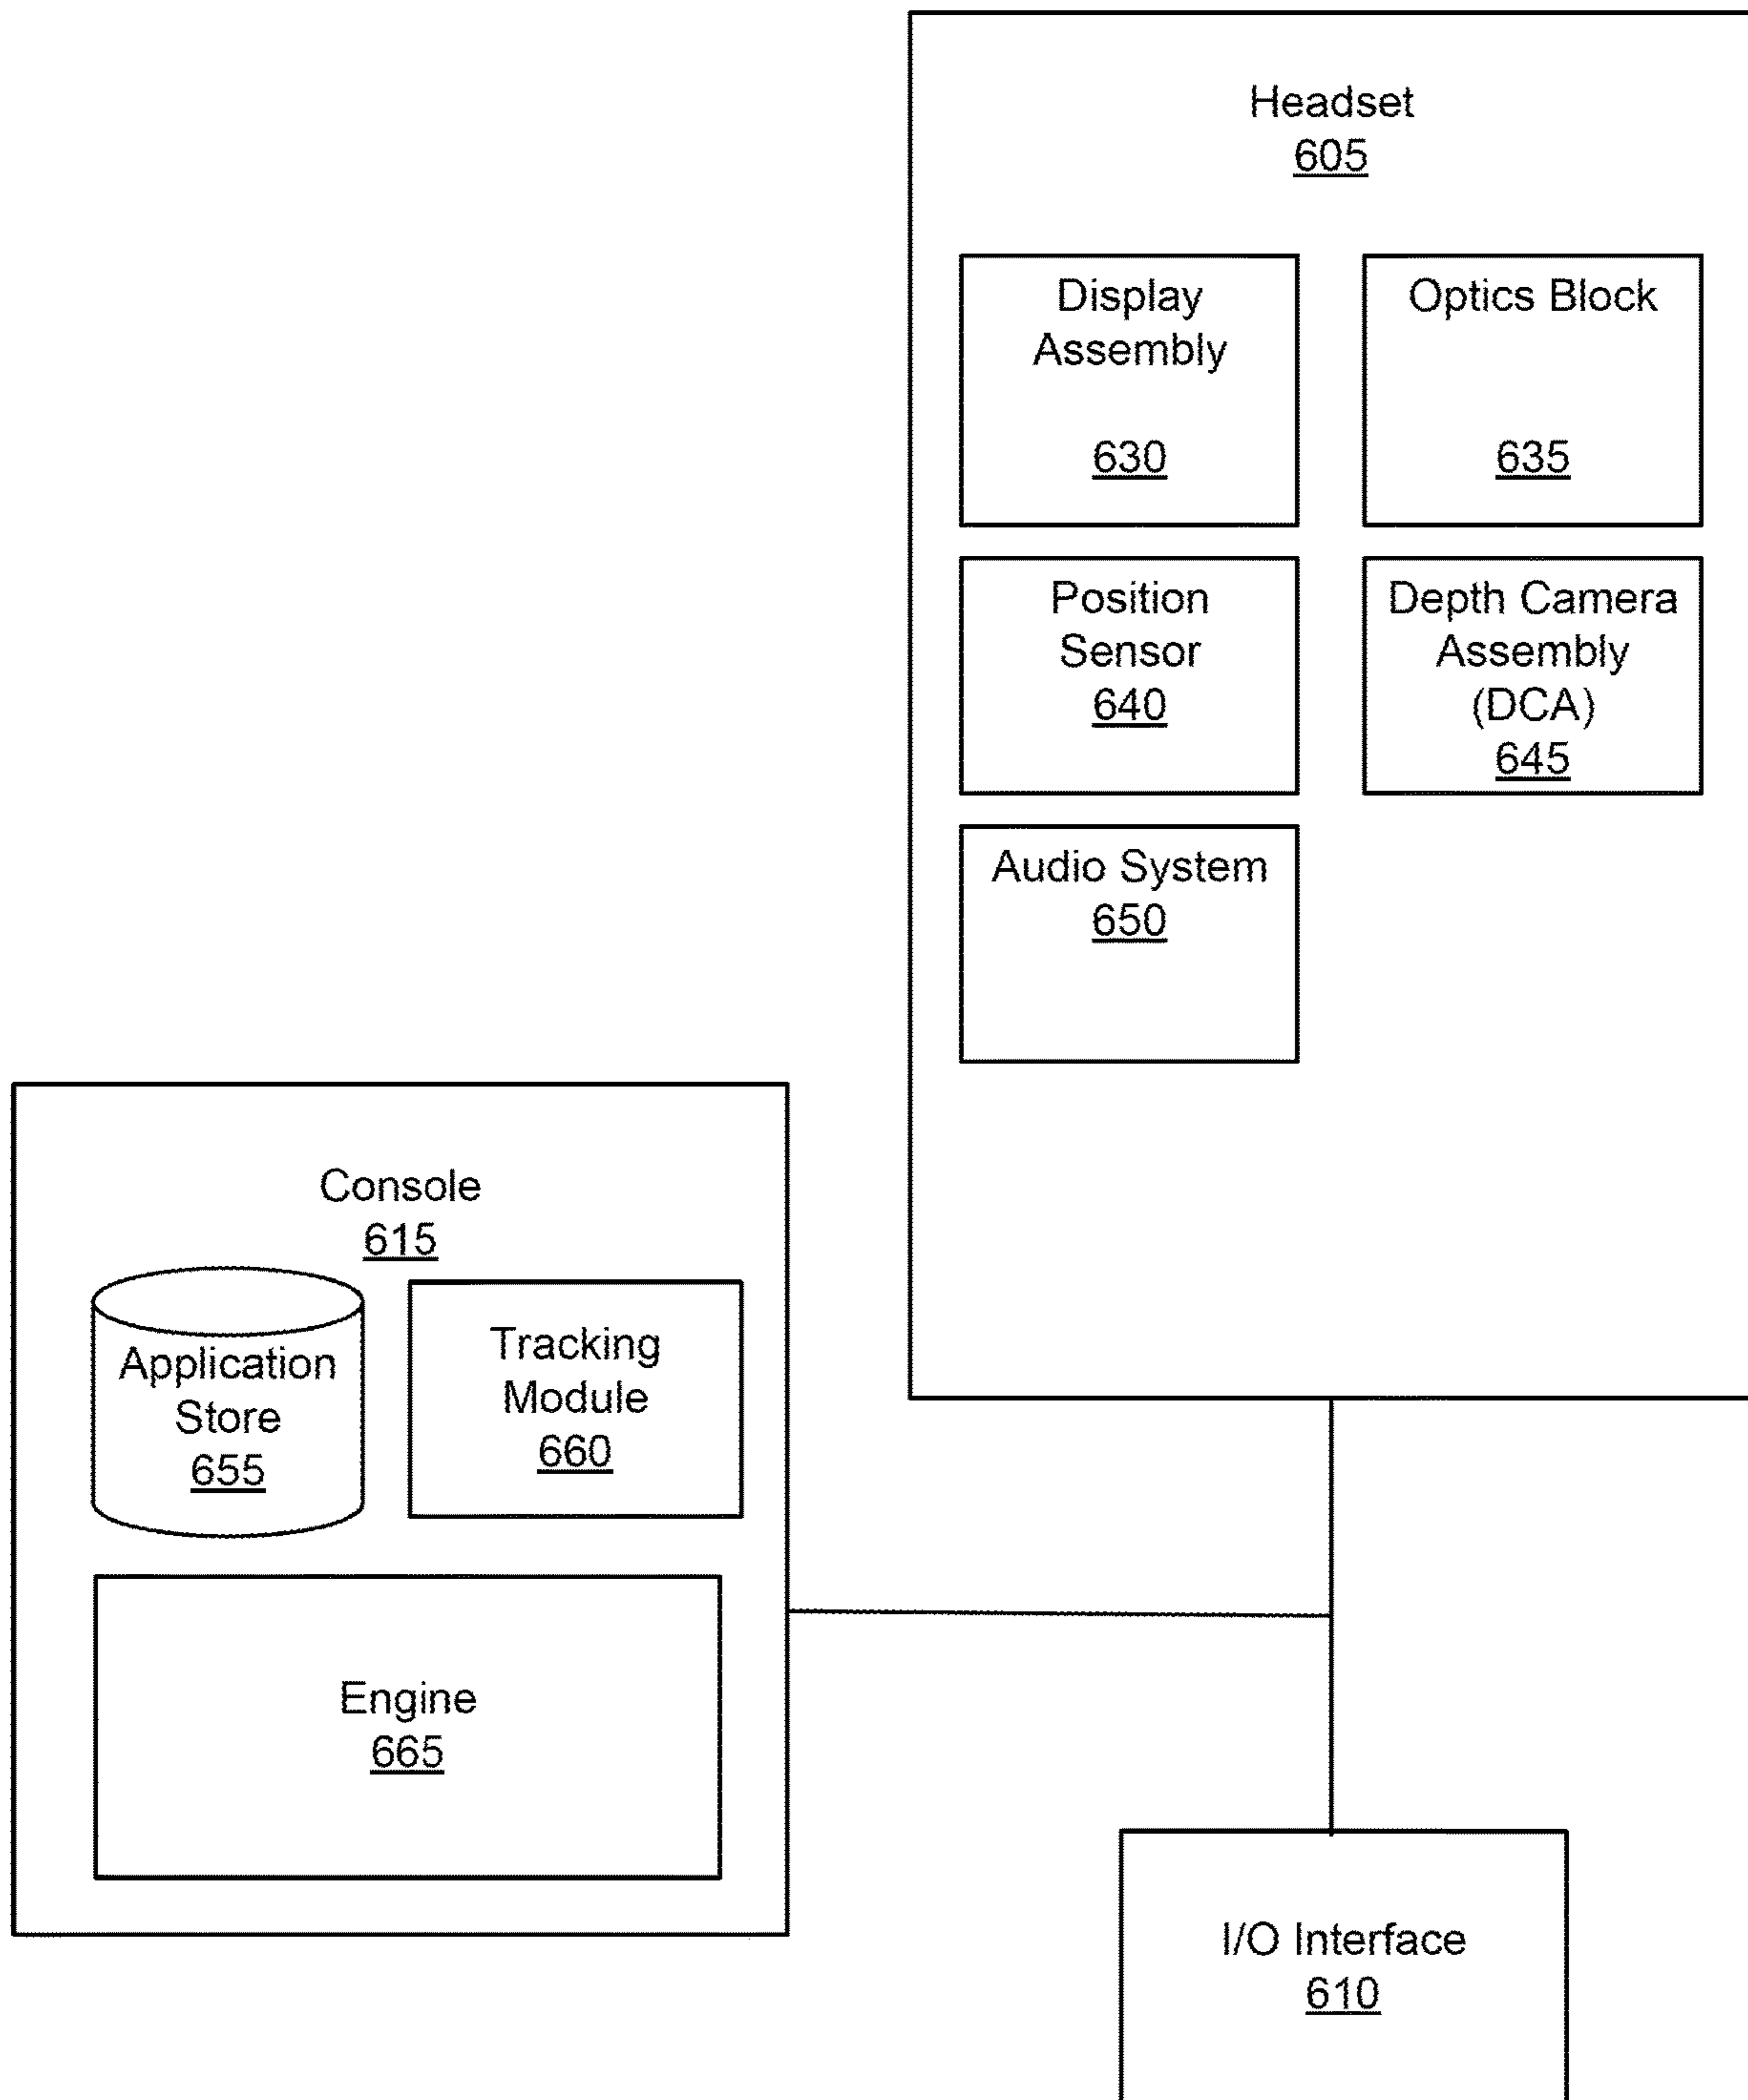 Headset
605
Display
Assembly
630
Optics Block
635
Position
Sensor
640
Depth Camera
Assembly
(DCA)
645
Audio System
650
Console
615
Application
Store
655
Tracking
Module
660
Engine
665
I/O Interface
610